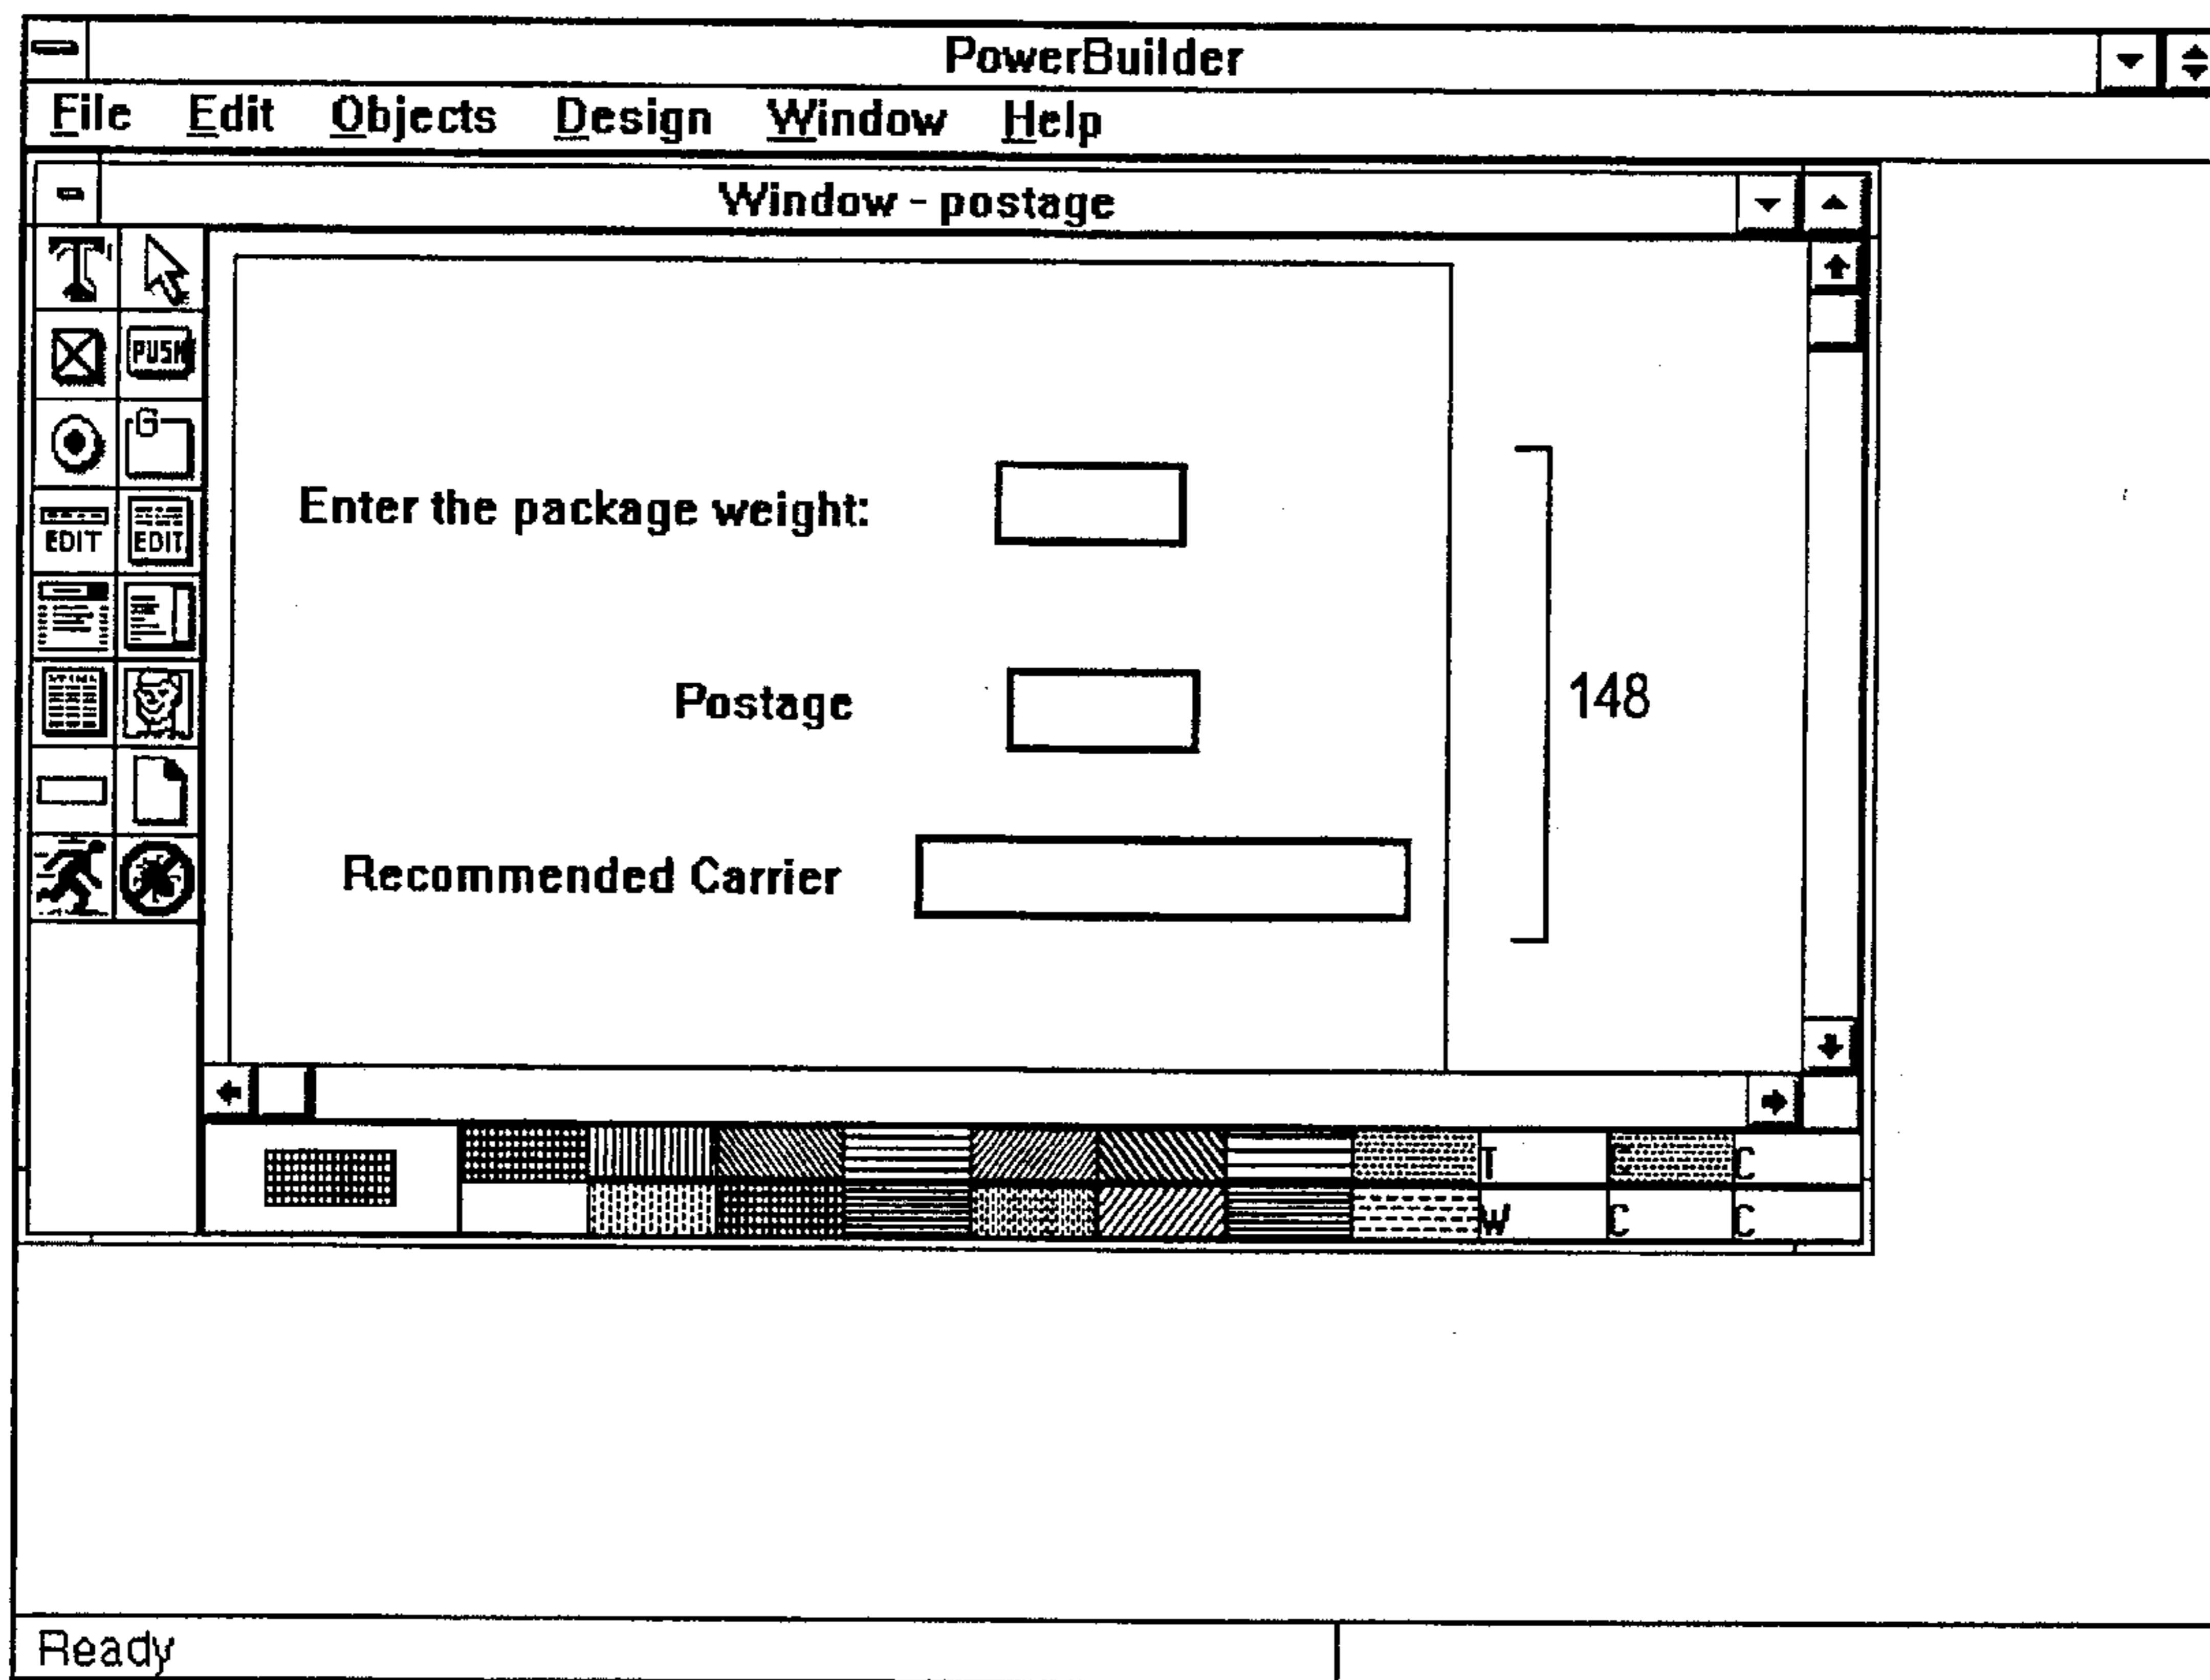 PowerBuilder
File Edit Objects Design Window Help
Window - postage
T
PUSH
G
EDIT EDIT
Enter the package weight:
Postage
148
Recommended Carrier
T C C
W C C
Ready